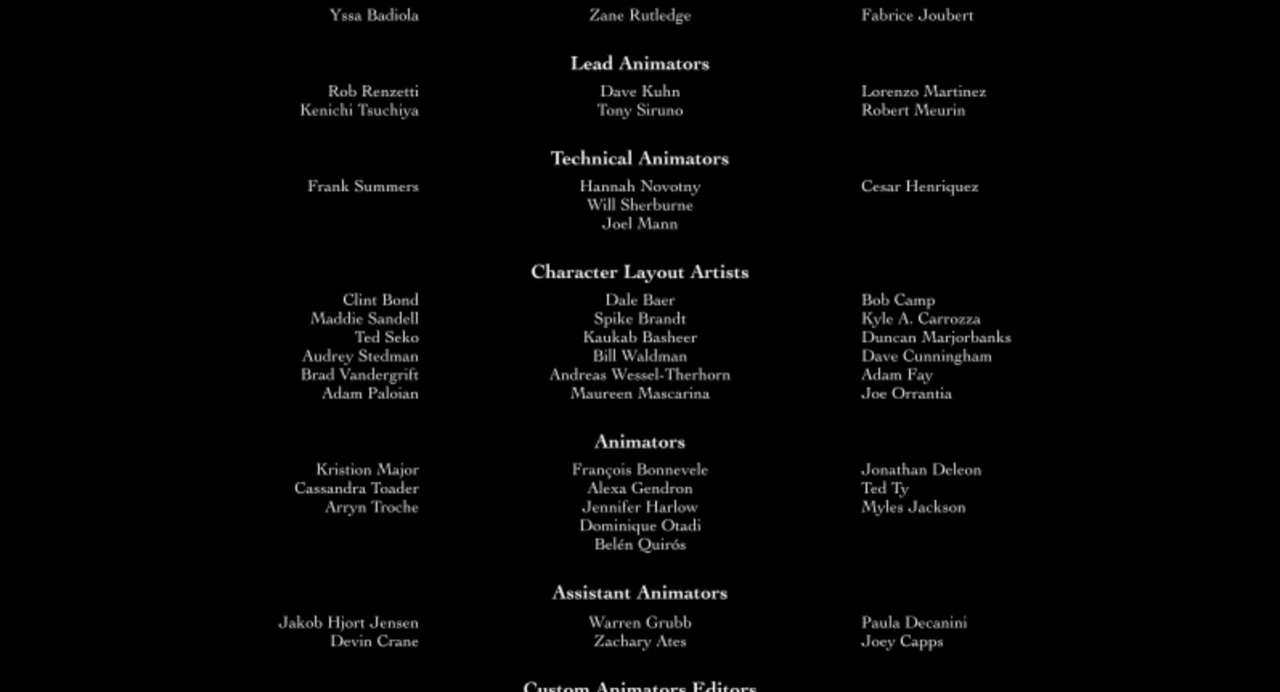 Yssa Badiola Zane Rutledge Fabrice Joubert
Lead Animators
Rob Renzetti Dave Kuhn Lorenzo Martinez
Kenichi Tsuchiya Tony Siruno Robert Meurin
Technical Animators
Frank Summers Hannah Novotny Cesar Henriquez
Will Sherburne
Joel Mann
Character Layout Artists
Clint Bond Dale Baer Bob Camp
Maddie Sandell Spike Brandt Kyle A. Carrozza
Ted Seko Kaukab Basheer Duncan Marjorbanks
Audrey Stedman Bill Waldman Dave Cunningham
Brad Vandergrift Andreas Wessel-Therhorn Adam Fay
Adam Paloian Maureen Mascarina Joe Orrantia
Animators
Kristion Major François Bonnevele Jonathan Deleon
Cassandra Toader Alexa Gendron Ted Ty
Arryn Troche Jennifer Harlow Myles Jackson
Dominique Otadi
Belén Quirós
Assistant Animators
Jakob Hjort Jensen Warren Grubb Paula Decanini
Devin Crane Zachary Ates Joey Capps
Custom Animators Editors